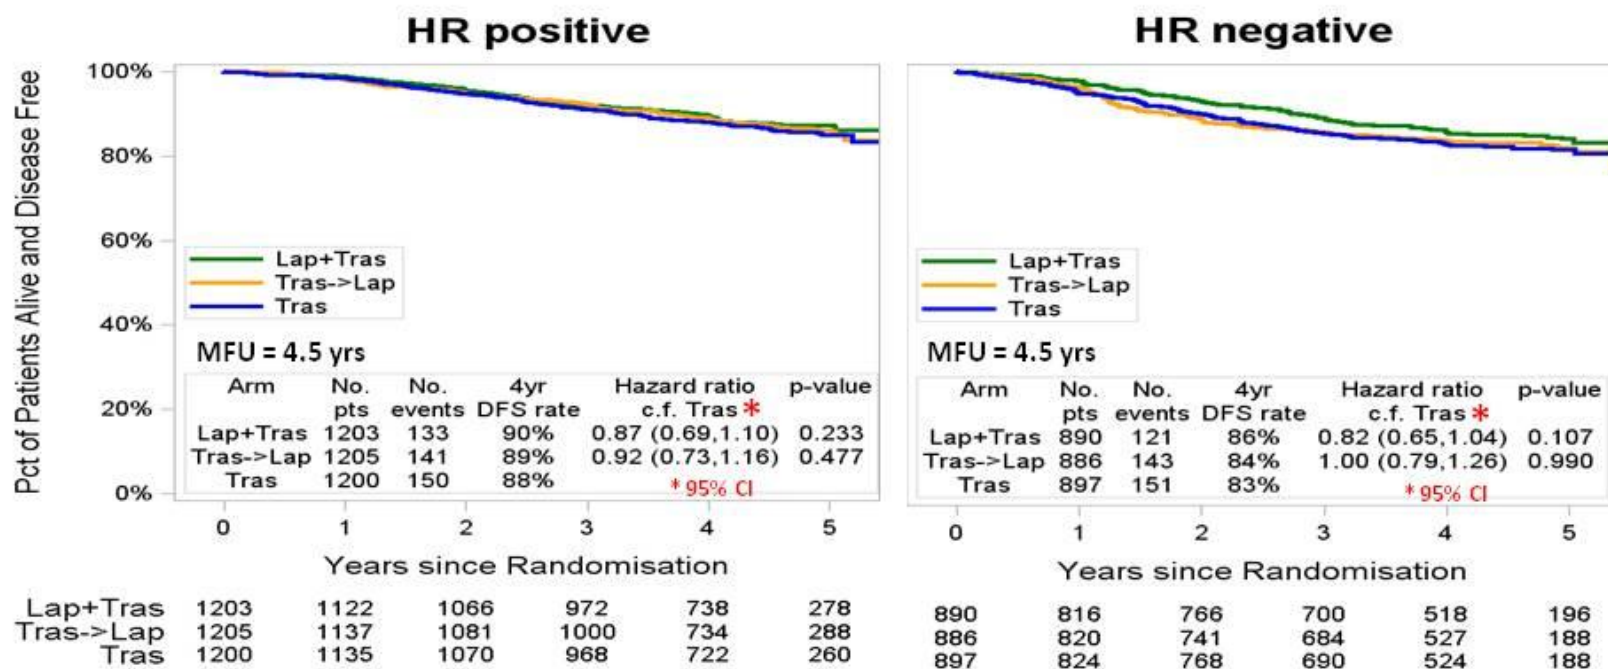 HR positive
Pct of Patients Alive and Disease Free
100%
80%
60%
40%
20%
0%
Lap+Tras
Tras->Lap
Tras
MFU = 4.5 yrs
Arm No. pts No. events 4yr DFS rate Hazard ratio c.f. Tras * p-value
Lap+Tras 1203 133 90% 0.87 (0.69,1.10) 0.233
Tras->Lap 1205 141 89% 0.92 (0.73,1.16) 0.477
Tras 1200 150 88%
* 95% CI
0 1 2 3 4 5
Years since Randomisation
Lap+Tras 1203 1122 1066 972 738 278
Tras->Lap 1205 1137 1081 1000 734 288
Tras 1200 1135 1070 968 722 260
HR negative
Lap+Tras
Tras->Lap
Tras
MFU = 4.5 yrs
Arm No. pts No. events 4yr DFS rate Hazard ratio c.f. Tras * p-value
Lap+Tras 890 121 86% 0.82 (0.65,1.04) 0.107
Tras->Lap 886 143 84% 1.00 (0.79,1.26) 0.990
Tras 897 151 83%
* 95% CI
0 1 2 3 4 5
Years since Randomisation
890 816 766 700 518 196
886 820 741 684 527 188
897 824 768 690 524 188